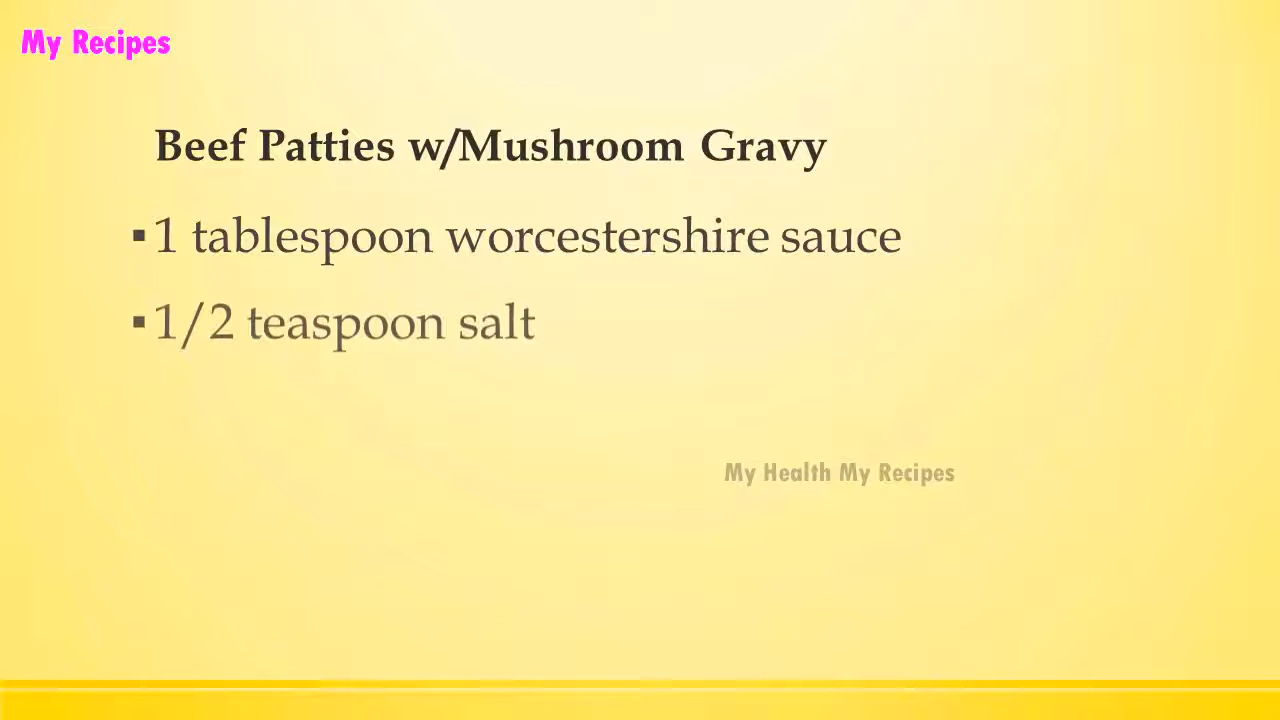 My Recipes
Beef Patties w/Mushroom Gravy
▪1 tablespoon worcestershire sauce
▪1/2 teaspoon salt
My Health My Recipes